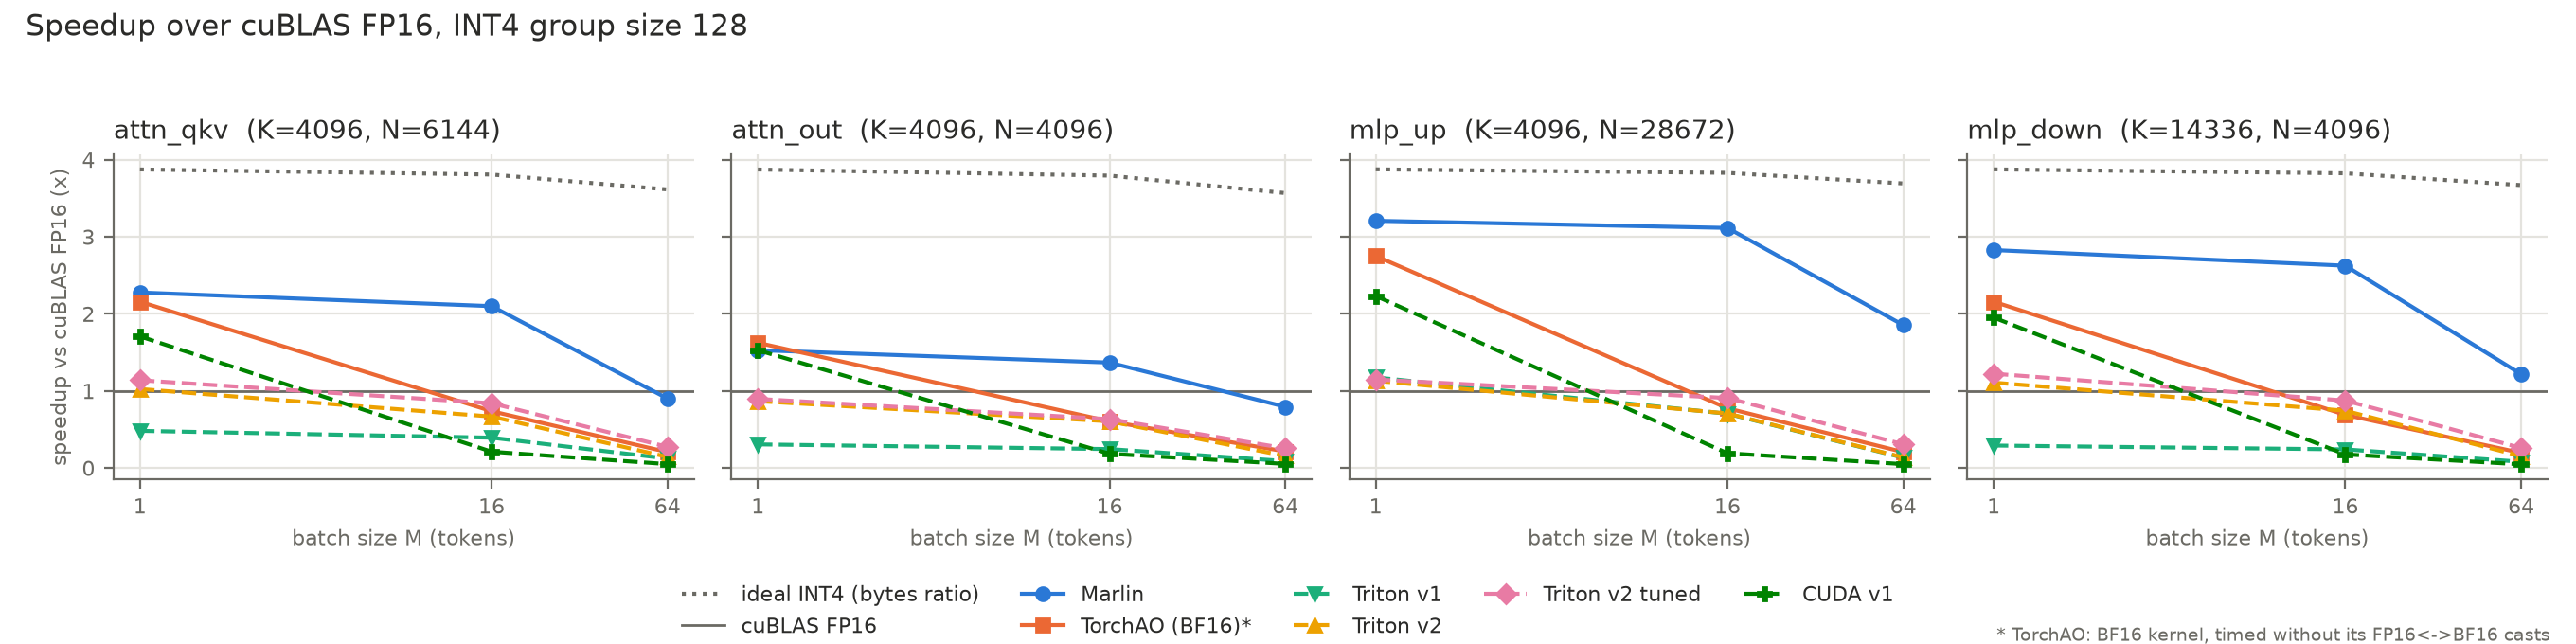 Speedup over cuBLAS FP16, INT4 group size 128
attn_qkv (K=4096, N=6144)
attn_out (K=4096, N=4096)
mlp_up (K=4096, N=28672)
mlp_down (K=14336, N=4096)
speedup vs cuBLAS FP16 (x)
4
3
2
1
0
1 16 64
1 16 64
1 16 64
1 16 64
batch size M (tokens)
batch size M (tokens)
batch size M (tokens)
batch size M (tokens)
ideal INT4 (bytes ratio)
cuBLAS FP16
Marlin
TorchAO (BF16)*
Triton v1
Triton v2
Triton v2 tuned
CUDA v1
* TorchAO: BF16 kernel, timed without its FP16<->BF16 casts